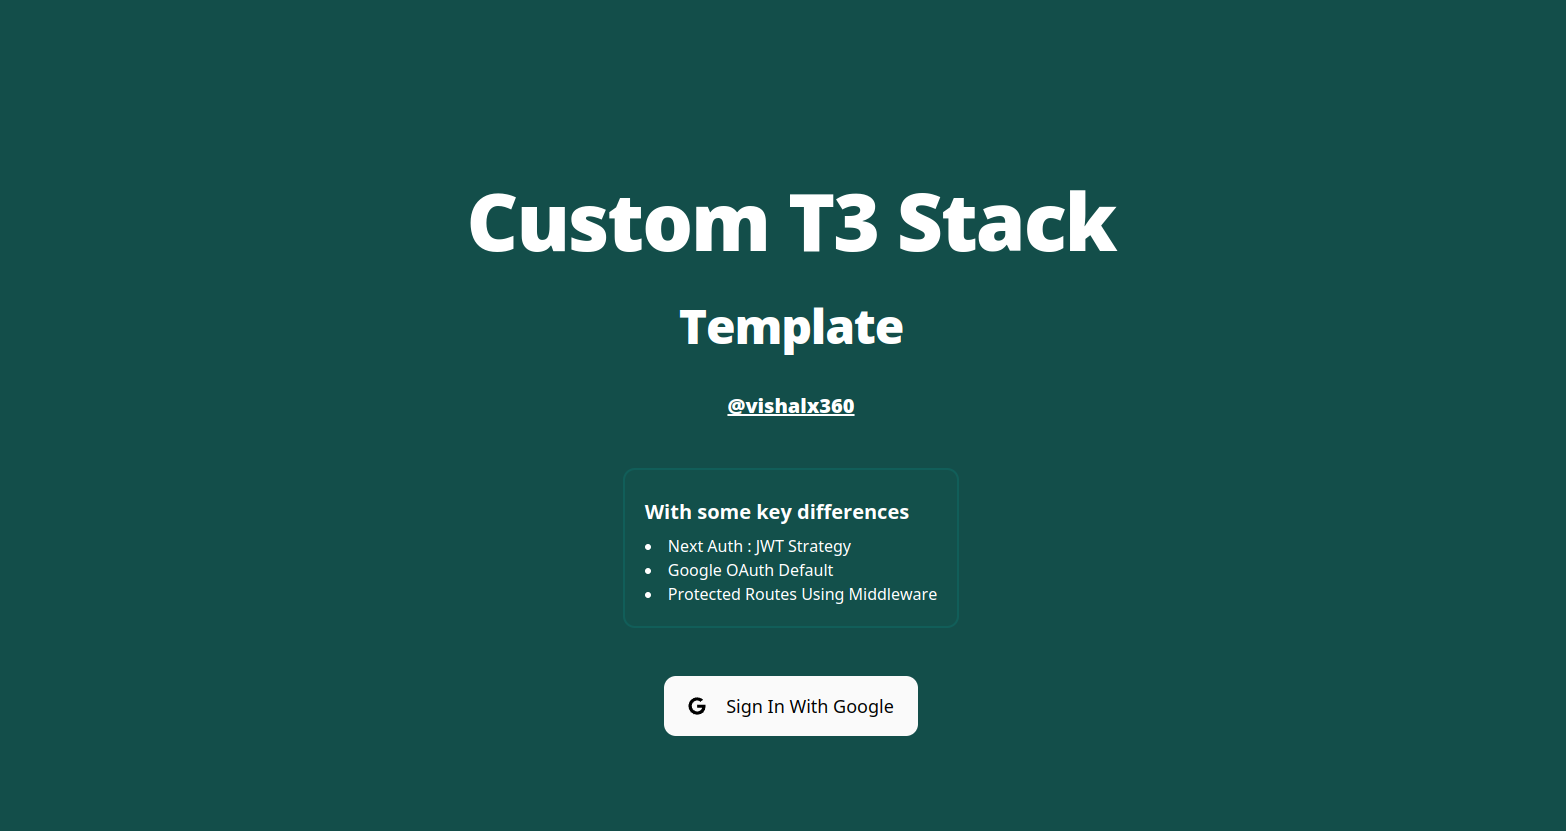 Custom T3 Stack
Template
@vishalx360
With some key differences
Next Auth : JWT Strategy
Google OAuth Default
Protected Routes Using Middleware
Sign In With Google